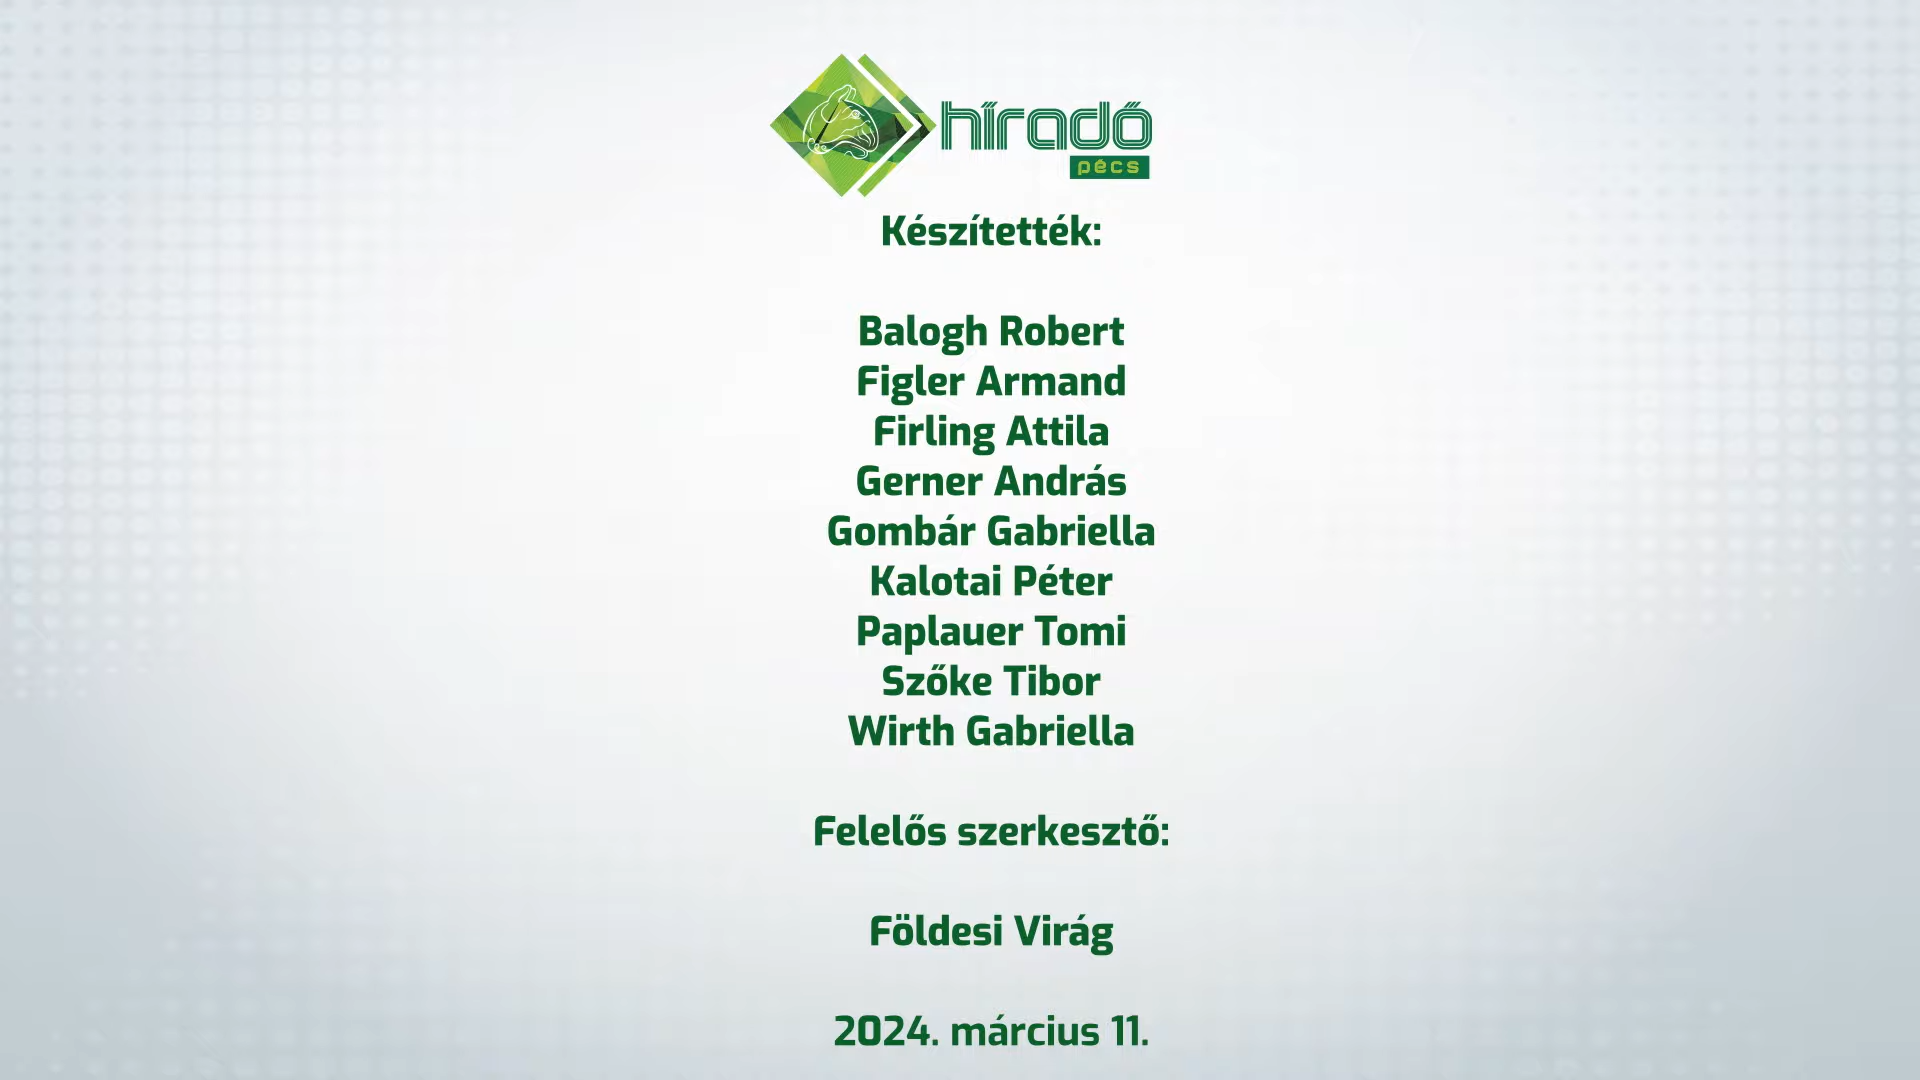 híradó
pécs
Készítették:
Balogh Robert
Figler Armand
Firling Attila
Gerner András
Gombár Gabriella
Kalotai Péter
Paplauer Tomi
Szőke Tibor
Wirth Gabriella
Felelős szerkesztő:
Földesi Virág
2024. március 11.